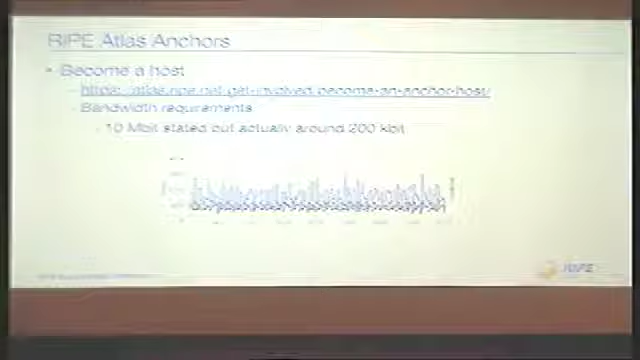 RIPE Atlas Anchors
• Become a host
- https://atlas.ripe.net/get-involved/become-an-anchor-host/
- Bandwidth requirements
- 10 Mbit stated but actually around 200 kbit
RIPE